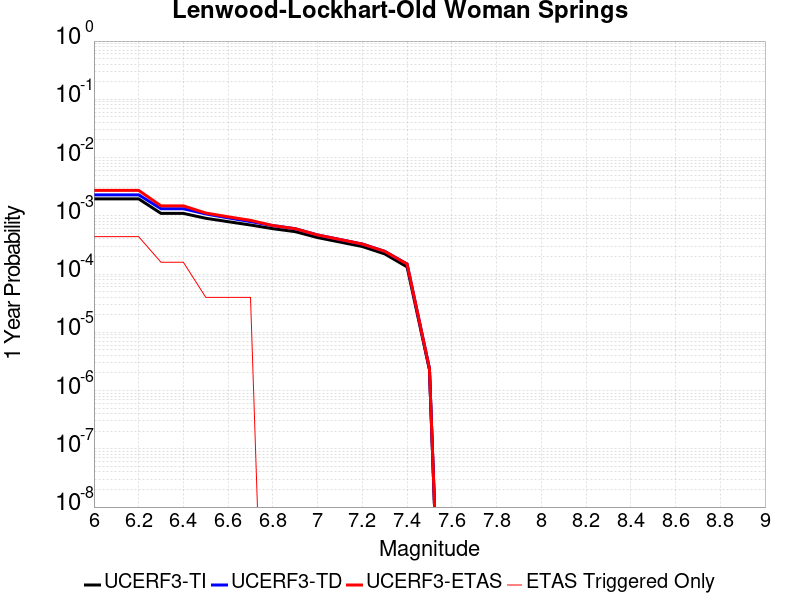 Lenwood-Lockhart-Old Woman Springs
10^0
10^-1
10^-2
10^-3
10^-4
10^-5
10^-6
10^-7
10^-8
1 Year Probability
6 6.2 6.4 6.6 6.8 7 7.2 7.4 7.6 7.8 8 8.2 8.4 8.6 8.8 9
Magnitude
UCERF3-TI UCERF3-TD UCERF3-ETAS ETAS Triggered Only